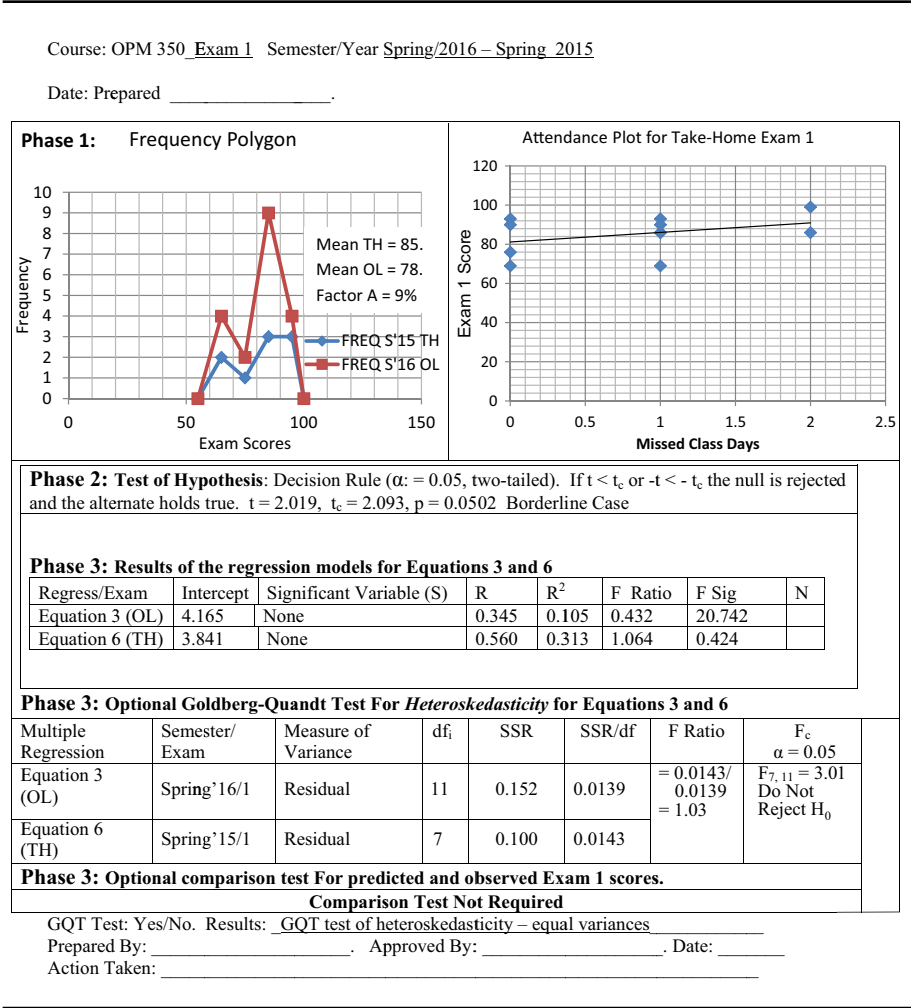 Course: OPM 350_Exam 1 Semester/Year Spring/2016 – Spring 2015
Date: Prepared _________________.
Phase 1: Frequency Polygon
10
9
8
7
6
5
4
3
2
1
0
Frequency
0 50 100 150
Exam Scores
Mean TH = 85.
Mean OL = 78.
Factor A = 9%
FREQ S'15 TH
FREQ S'16 OL
Attendance Plot for Take-Home Exam 1
120
100
80
60
40
20
0
Exam 1 Score
0 0.5 1 1.5 2 2.5
Missed Class Days
Phase 2: Test of Hypothesis: Decision Rule (α: = 0.05, two-tailed). If t < tc or -t < - tc the null is rejected
and the alternate holds true. t = 2.019, tc = 2.093, p = 0.0502 Borderline Case
Phase 3: Results of the regression models for Equations 3 and 6
Regress/Exam Intercept Significant Variable (S) R R² F Ratio F Sig N
Equation 3 (OL) 4.165 None 0.345 0.105 0.432 20.742
Equation 6 (TH) 3.841 None 0.560 0.313 1.064 0.424
Phase 3: Optional Goldberg-Quandt Test For Heteroskedasticity for Equations 3 and 6
Multiple Semester/ Measure of dfi SSR SSR/df F Ratio Fc
Regression Exam Variance α = 0.05
Equation 3 = 0.0143/ F7, 11 = 3.01
(OL) Spring'16/1 Residual 11 0.152 0.0139 0.0139 Do Not
= 1.03 Reject H0
Equation 6
(TH) Spring'15/1 Residual 7 0.100 0.0143
Phase 3: Optional comparison test For predicted and observed Exam 1 scores.
Comparison Test Not Required
GQT Test: Yes/No. Results: _GQT test of heteroskedasticity – equal variances____________
Prepared By: _____________________. Approved By: ___________________. Date: _______
Action Taken: _______________________________________________________________